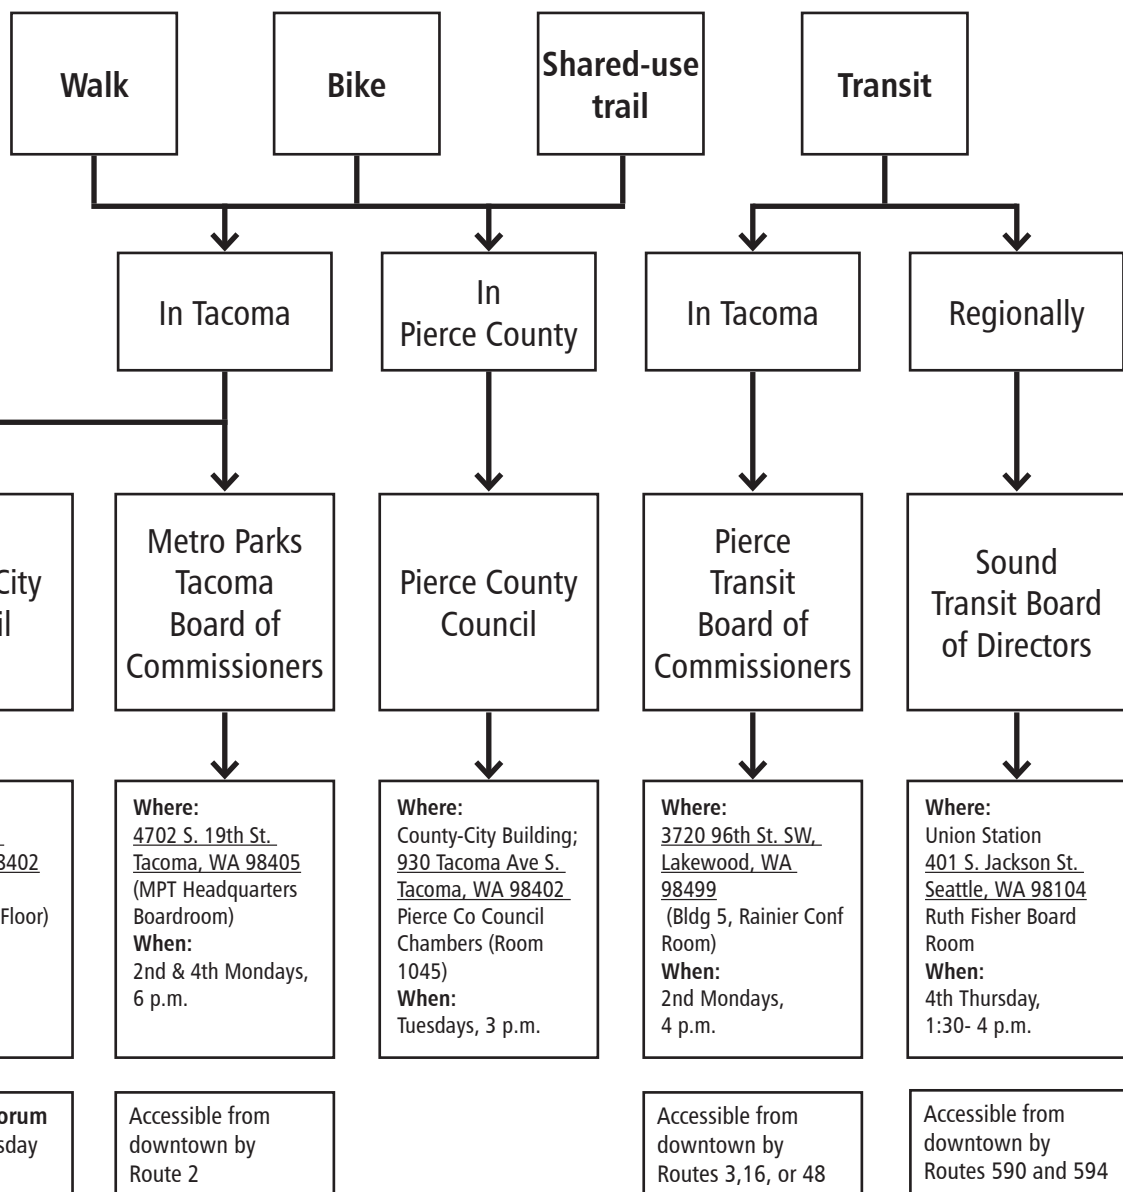 Walk
Bike
Shared-use
trail
Transit
In Tacoma
In
Pierce County
In Tacoma
Regionally
City
Metro Parks
Tacoma
Board of
Commissioners
Pierce County
Council
Pierce
Transit
Board of
Commissioners
Sound
Transit Board
of Directors
Floor)
Where:
4702 S. 19th St.
Tacoma, WA 98405
(MPT Headquarters
Boardroom)
When:
2nd & 4th Mondays,
6 p.m.
Where:
County-City Building;
930 Tacoma Ave S.
Tacoma, WA 98402
Pierce Co Council
Chambers (Room
1045)
When:
Tuesdays, 3 p.m.
Where:
3720 96th St. SW,
Lakewood, WA
98499
(Bldg 5, Rainier Conf
Room)
When:
2nd Mondays,
4 p.m.
Where:
Union Station
401 S. Jackson St.
Seattle, WA 98104
Ruth Fisher Board
Room
When:
4th Thursday,
1:30- 4 p.m.
Accessible from
downtown by
Route 2
Accessible from
downtown by
Routes 3,16, or 48
Accessible from
downtown by
Routes 590 and 594